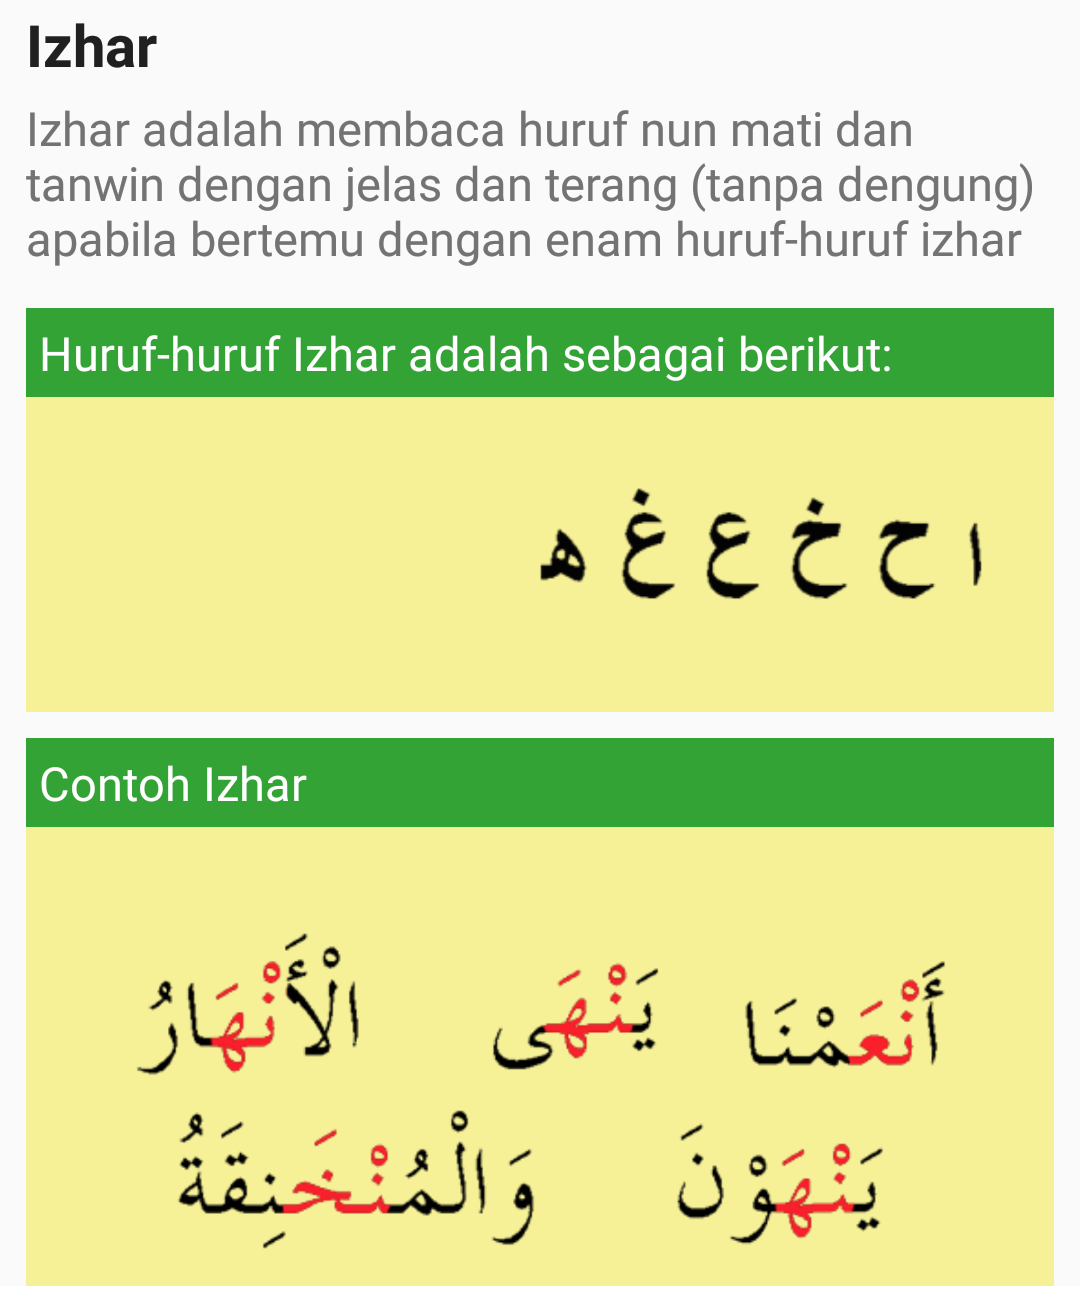 Izhar
Izhar adalah membaca huruf nun mati dan
tanwin dengan jelas dan terang (tanpa dengung)
apabila bertemu dengan enam huruf-huruf izhar
Huruf-huruf Izhar adalah sebagai berikut:
ا ح خ ع غ ه
Contoh Izhar
أَنْعَمْنَا يَنْهَى الْأَنْهَارُ
يَنْهَوْنَ وَالْمُنْخَنِقَةُ